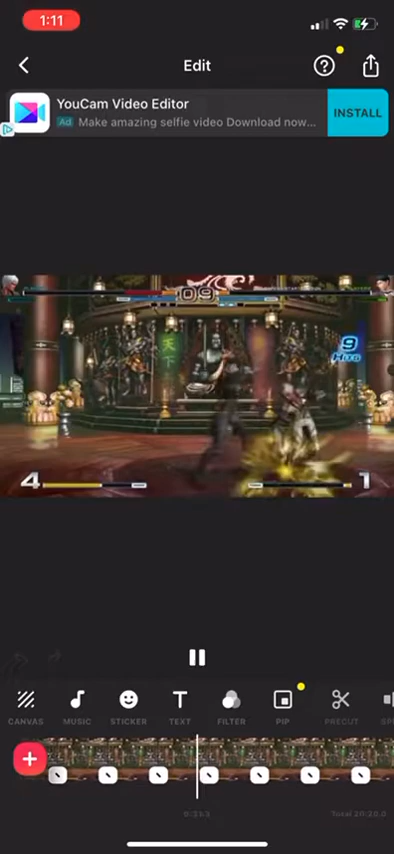 1:11
Edit
YouCam Video Editor
INSTALL
Ad Make amazing selfie video Download now...
09
天
下
9
Hits
4
1
CANVAS
MUSIC
STICKER
TEXT
FILTER
PIP
PRECUT